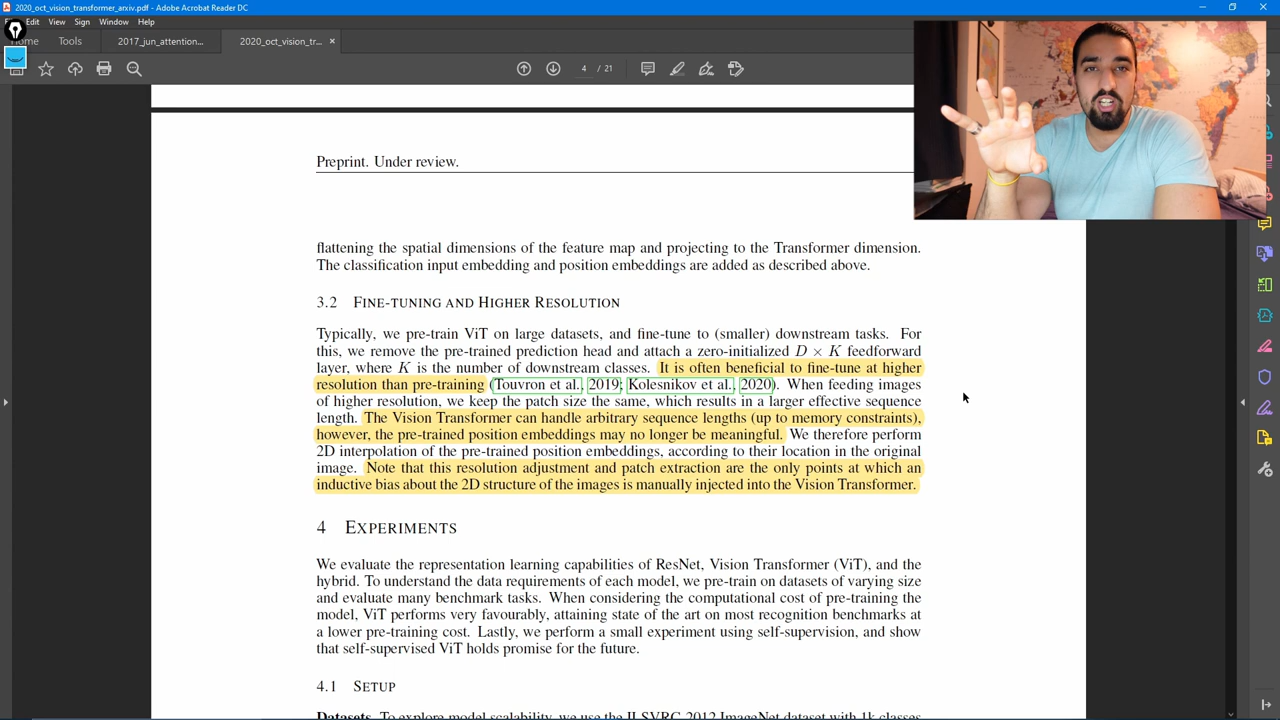 2020_oct_vision_transformer_arxiv.pdf - Adobe Acrobat Reader DC
Edit View Sign Window Help
Home Tools 2017_jun_attention... 2020_oct_vision_tr... ×
4 / 21
Preprint. Under review.
flattening the spatial dimensions of the feature map and projecting to the Transformer dimension.
The classification input embedding and position embeddings are added as described above.
3.2 FINE-TUNING AND HIGHER RESOLUTION
Typically, we pre-train ViT on large datasets, and fine-tune to (smaller) downstream tasks. For
this, we remove the pre-trained prediction head and attach a zero-initialized D × K feedforward
layer, where K is the number of downstream classes. It is often beneficial to fine-tune at higher
resolution than pre-training (Touvron et al., 2019; Kolesnikov et al., 2020). When feeding images
of higher resolution, we keep the patch size the same, which results in a larger effective sequence
length. The Vision Transformer can handle arbitrary sequence lengths (up to memory constraints),
however, the pre-trained position embeddings may no longer be meaningful. We therefore perform
2D interpolation of the pre-trained position embeddings, according to their location in the original
image. Note that this resolution adjustment and patch extraction are the only points at which an
inductive bias about the 2D structure of the images is manually injected into the Vision Transformer.
4 EXPERIMENTS
We evaluate the representation learning capabilities of ResNet, Vision Transformer (ViT), and the
hybrid. To understand the data requirements of each model, we pre-train on datasets of varying size
and evaluate many benchmark tasks. When considering the computational cost of pre-training the
model, ViT performs very favourably, attaining state of the art on most recognition benchmarks at
a lower pre-training cost. Lastly, we perform a small experiment using self-supervision, and show
that self-supervised ViT holds promise for the future.
4.1 SETUP
Datasets. To explore model scalability, we use the ILSVRC-2012 ImageNet dataset with 1k classes